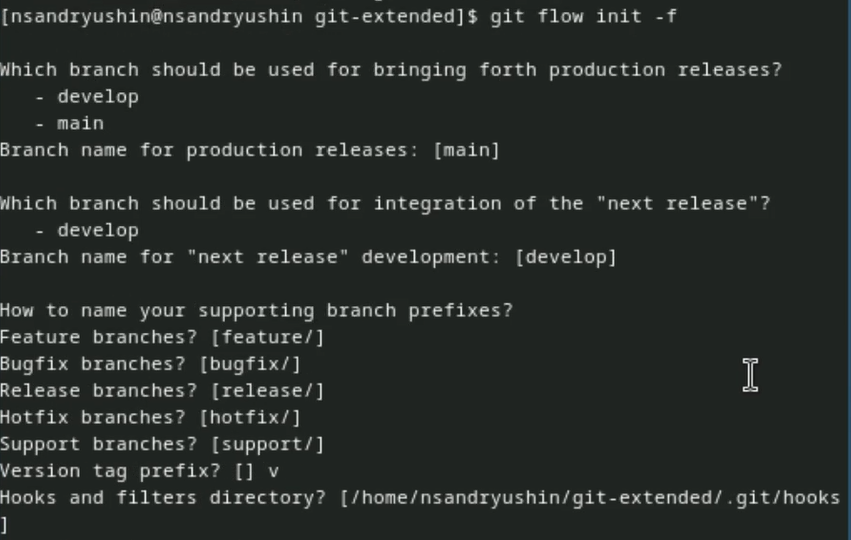 [nsandryushin@nsandryushin git-extended]$ git flow init -f
Which branch should be used for bringing forth production releases?
- develop
- main
Branch name for production releases: [main]
Which branch should be used for integration of the "next release"?
- develop
Branch name for "next release" development: [develop]
How to name your supporting branch prefixes?
Feature branches? [feature/]
Bugfix branches? [bugfix/]
Release branches? [release/]
Hotfix branches? [hotfix/]
Support branches? [support/]
Version tag prefix? [] v
Hooks and filters directory? [/home/nsandryushin/git-extended/.git/hooks
]